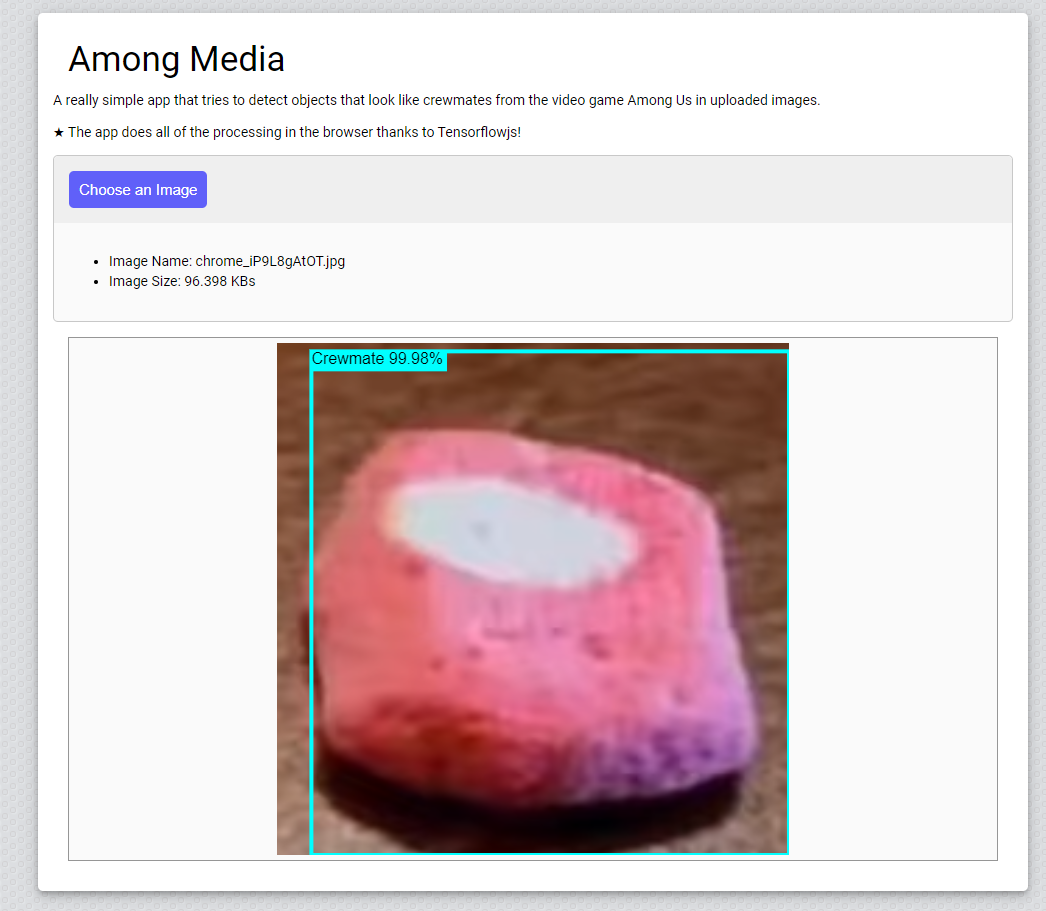 Among Media
A really simple app that tries to detect objects that look like crewmates from the video game Among Us in uploaded images.
★ The app does all of the processing in the browser thanks to Tensorflowjs!
Choose an Image
• Image Name: chrome_iP9L8gAtOT.jpg
• Image Size: 96.398 KBs
Crewmate 99.98%